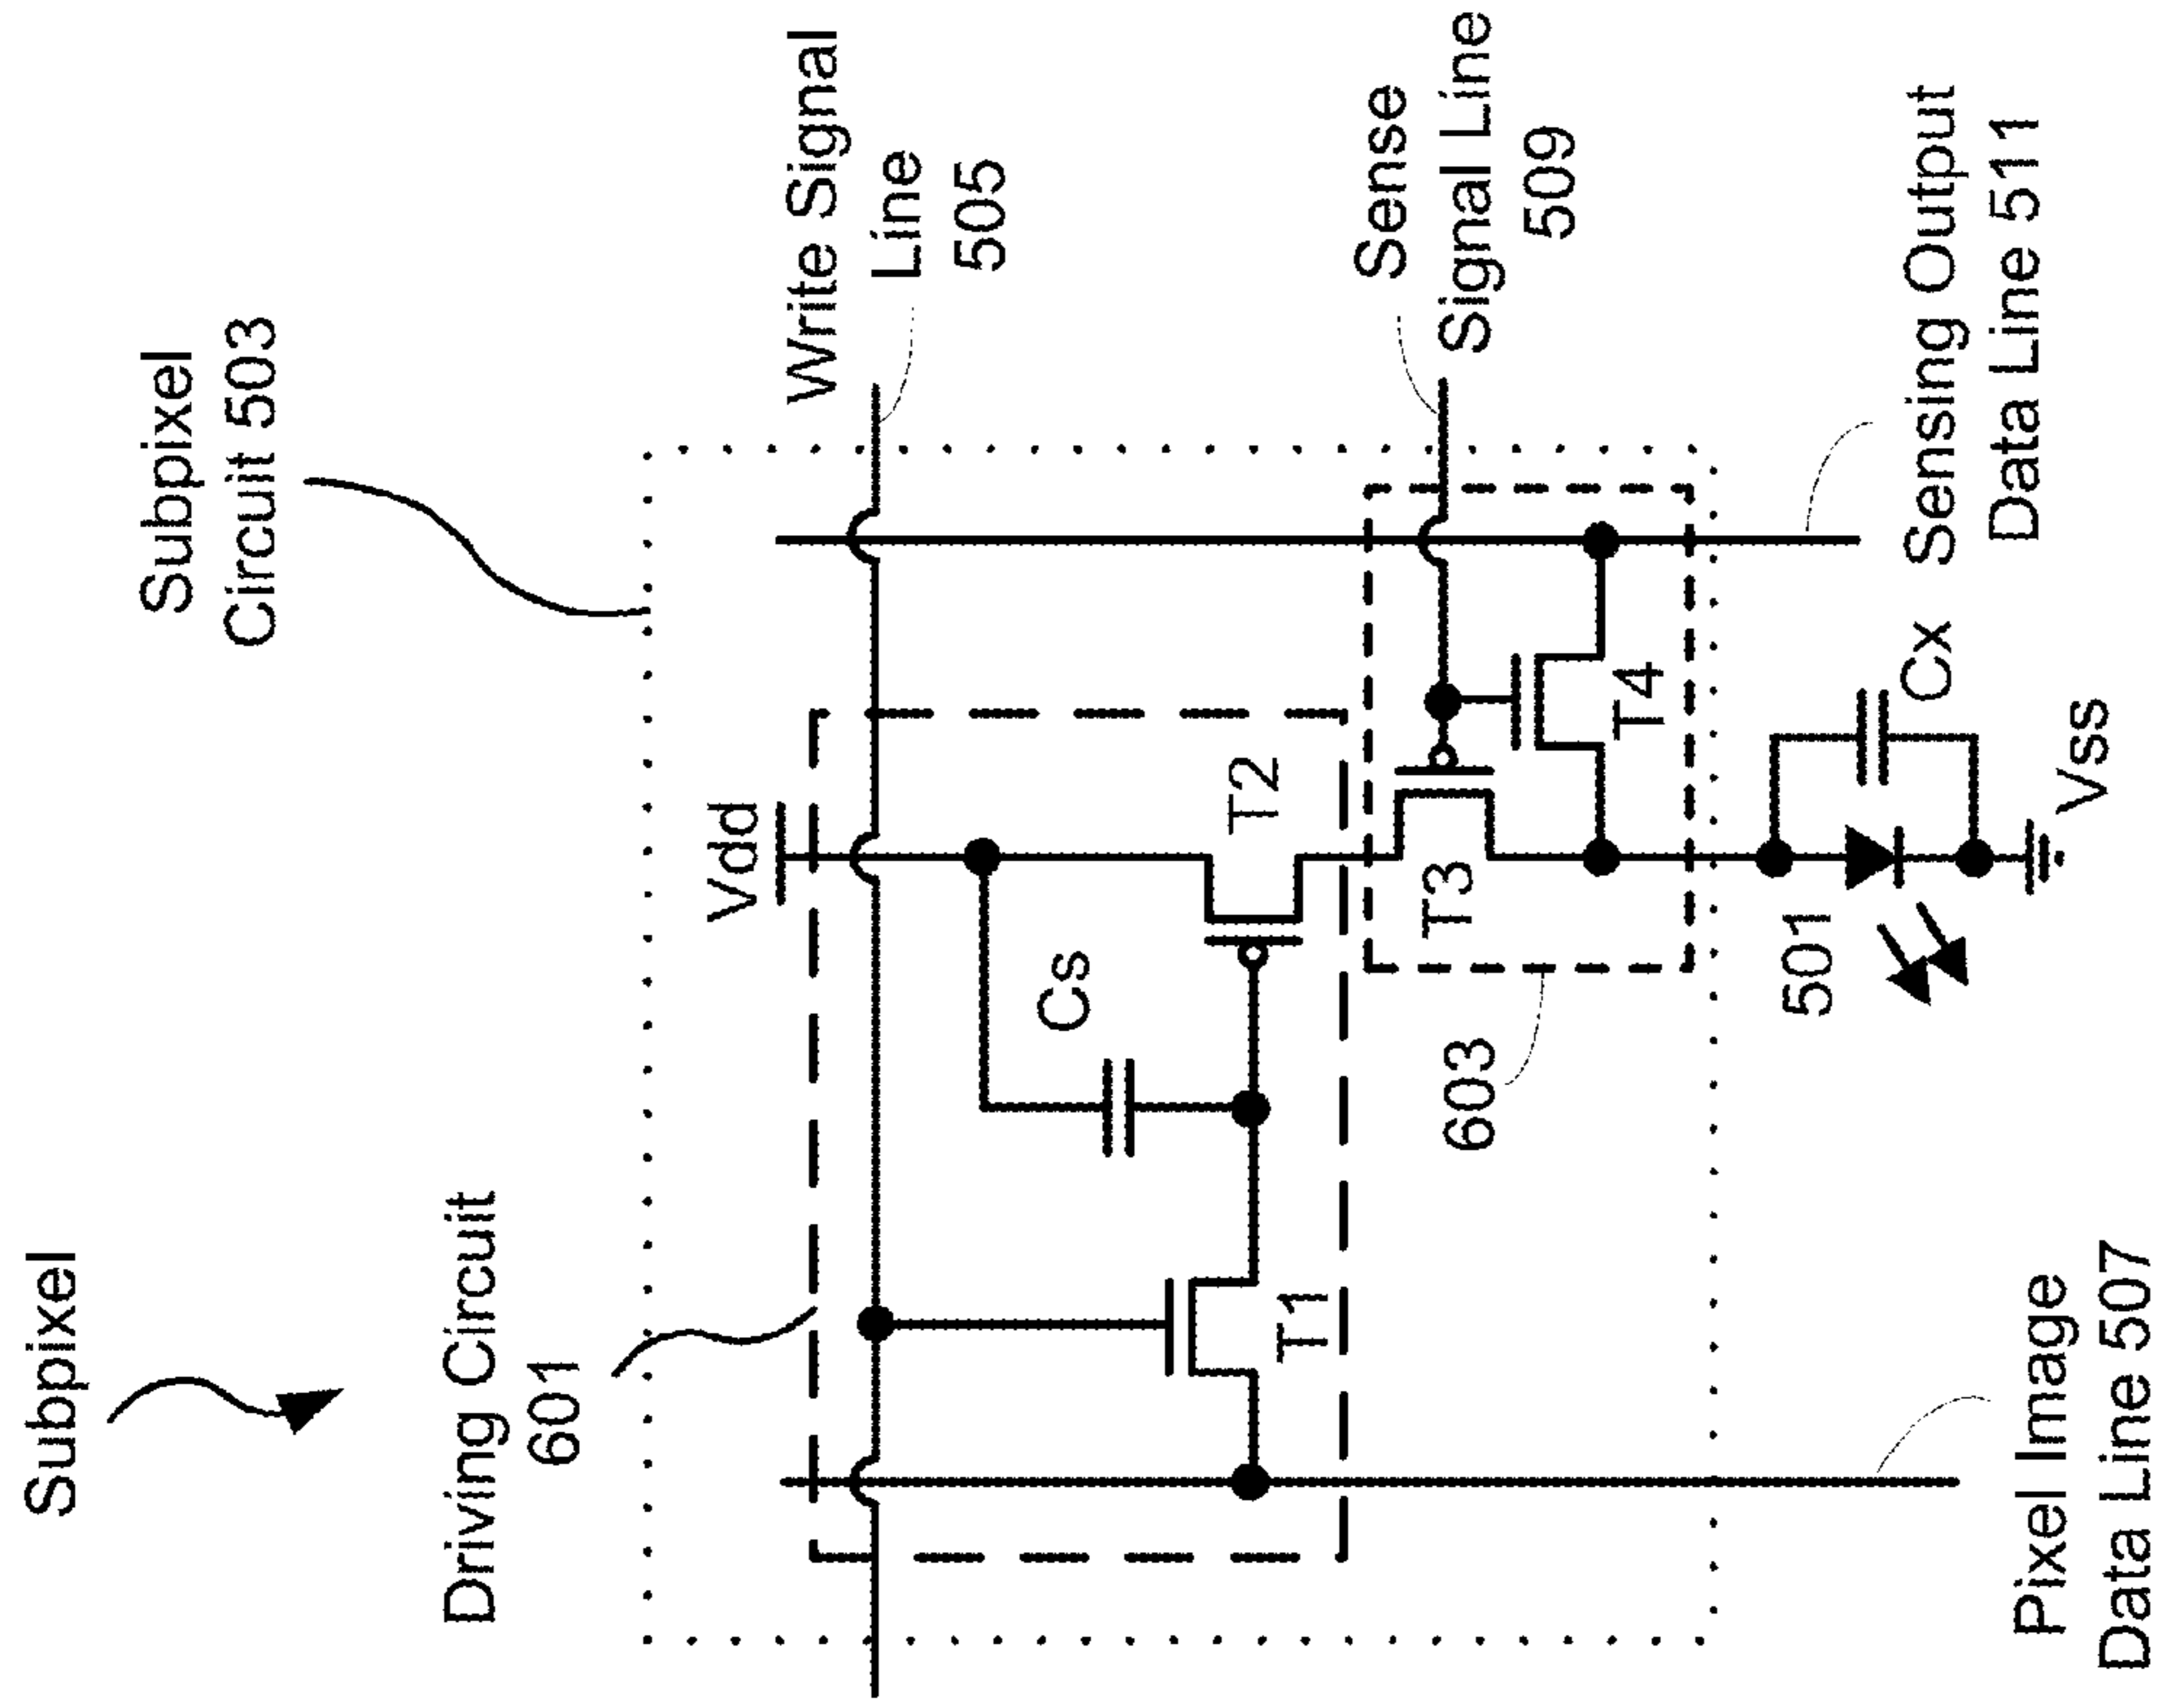 Subpixel
Subpixel
Circuit 503
Driving Circuit
601
Write Signal
Line
505
Vdd
Cs
T2
T1
Sense
Signal Line
509
T3
T4
603
501
Cx
Vss
Sensing Output
Data Line 511
Pixel Image
Data Line 507